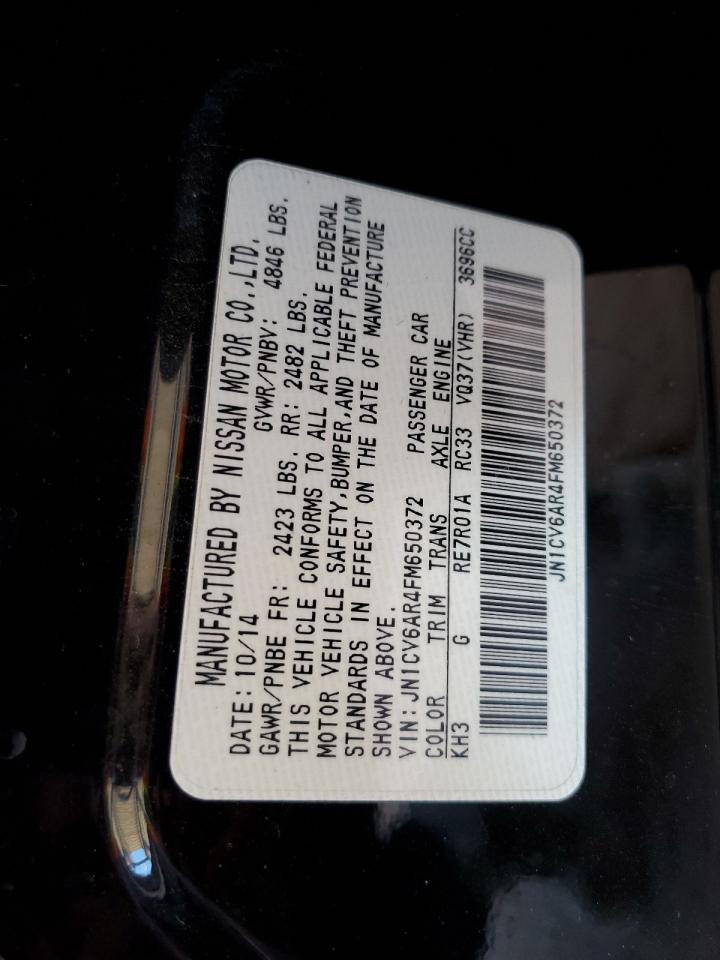 MANUFACTURED BY NISSAN MOTOR CO.,LTD.
DATE: 10/14 GVWR/PNBV: 4846 LBS.
GAWR/PNBE FR: 2423 LBS. RR: 2482 LBS.
THIS VEHICLE CONFORMS TO ALL APPLICABLE FEDERAL
MOTOR VEHICLE SAFETY,BUMPER,AND THEFT PREVENTION
STANDARDS IN EFFECT ON THE DATE OF MANUFACTURE
SHOWN ABOVE.
VIN: JN1CV6AR4FM650372 PASSENGER CAR
COLOR TRIM TRANS AXLE ENGINE
KH3 G RE7R01A RC33 VQ37(VHR) 3696CC
JN1CV6AR4FM650372